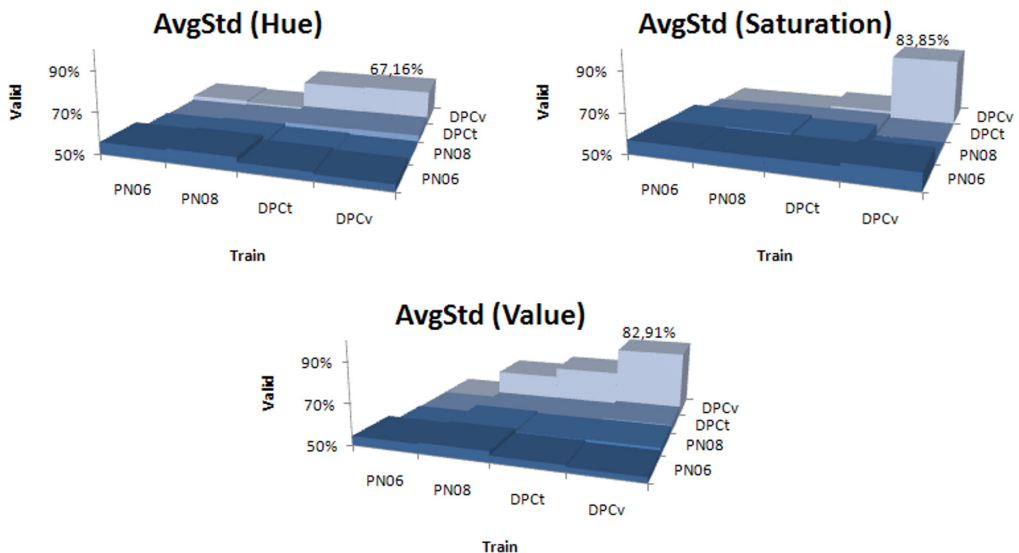 AvgStd (Hue)
67,16%
90%
70%
50%
Valid
DPCv
DPCt
PN08
PN06
PN06
PN08
DPCt
DPCv
Train
AvgStd (Saturation)
83,85%
90%
70%
50%
Valid
DPCv
DPCt
PN08
PN06
PN06
PN08
DPCt
DPCv
Train
AvgStd (Value)
82,91%
90%
70%
50%
Valid
DPCv
DPCt
PN08
PN06
PN06
PN08
DPCt
DPCv
Train